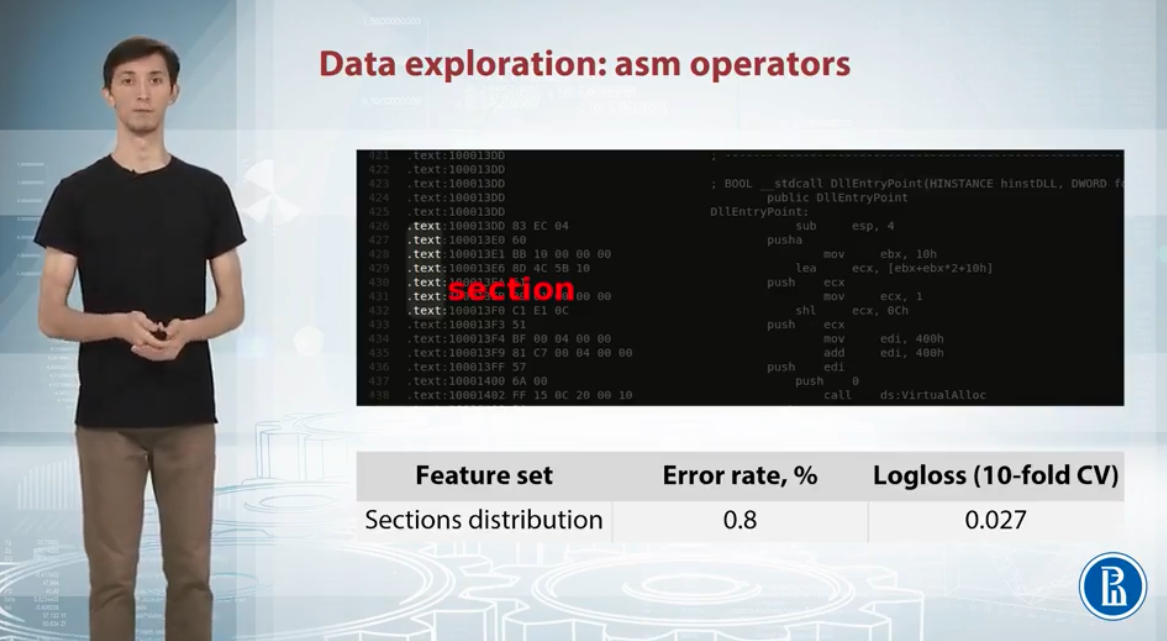 Data exploration: asm operators
421 .text:100013DD ; ------------------------------------------------
422 .text:100013DD
423 .text:100013DD ; BOOL __stdcall DllEntryPoint(HINSTANCE hinstDLL, DWORD
424 .text:100013DD public DllEntryPoint
425 .text:100013DD DllEntryPoint:
426 .text:100013DD 83 EC 04 sub esp, 4
427 .text:100013E0 60 pusha
428 .text:100013E1 BB 10 00 00 00 mov ebx, 10h
429 .text:100013E6 8D 4C 5B 10 lea ecx, [ebx+ebx*2+10h]
430 .text: push ecx
section
431 .text: 00 00 mov ecx, 1
432 .text:100013F0 C1 E1 0C shl ecx, 0Ch
433 .text:100013F3 51 push ecx
434 .text:100013F4 BF 00 04 00 00 mov edi, 400h
435 .text:100013F9 81 C7 00 04 00 00 add edi, 400h
436 .text:100013FF 57 push edi
437 .text:10001400 6A 00 push 0
438 .text:10001402 FF 15 0C 20 00 10 call ds:VirtualAlloc
Feature set Error rate, % Logloss (10-fold CV)
Sections distribution 0.8 0.027